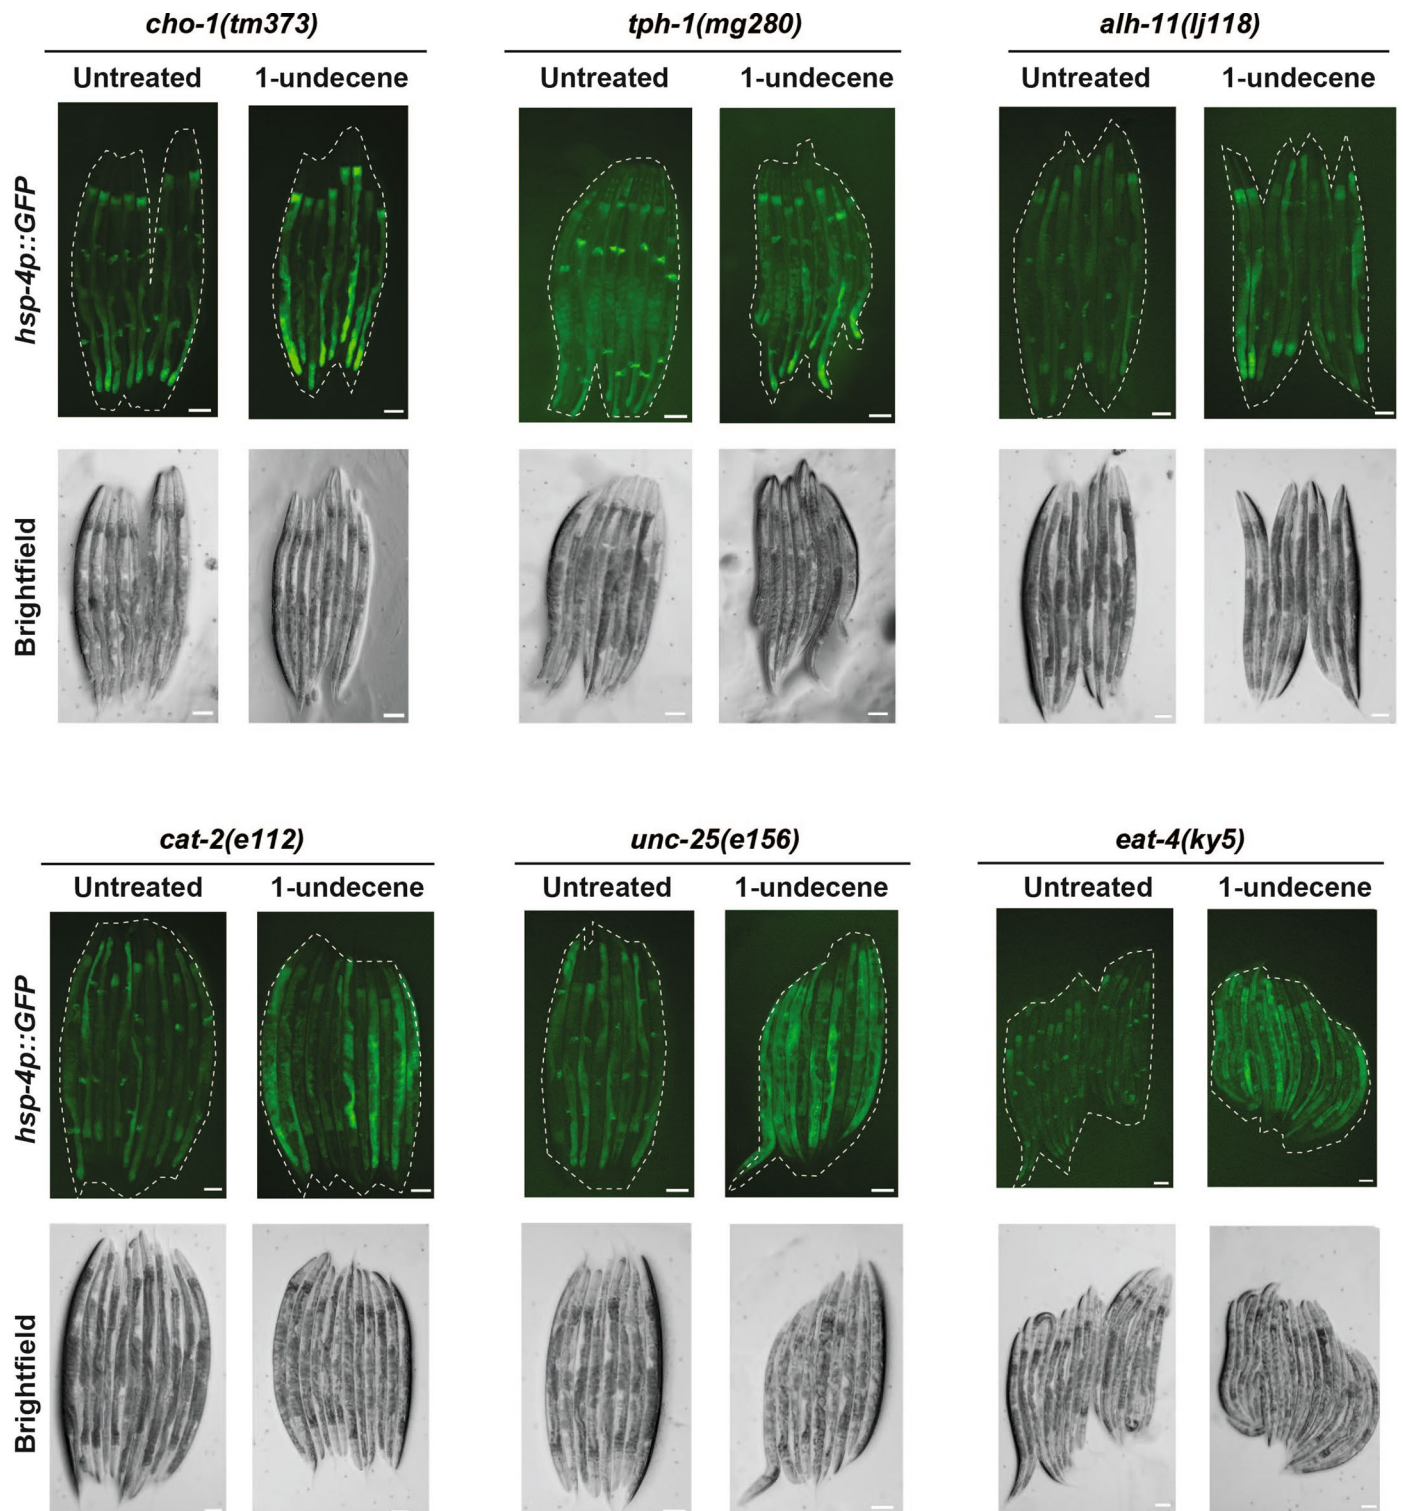 cho-1(tm373) tph-1(mg280) alh-11(lj118)
Untreated 1-undecene Untreated 1-undecene Untreated 1-undecene
hsp-4p::GFP
Brightfield
cat-2(e112) unc-25(e156) eat-4(ky5)
Untreated 1-undecene Untreated 1-undecene Untreated 1-undecene
hsp-4p::GFP
Brightfield